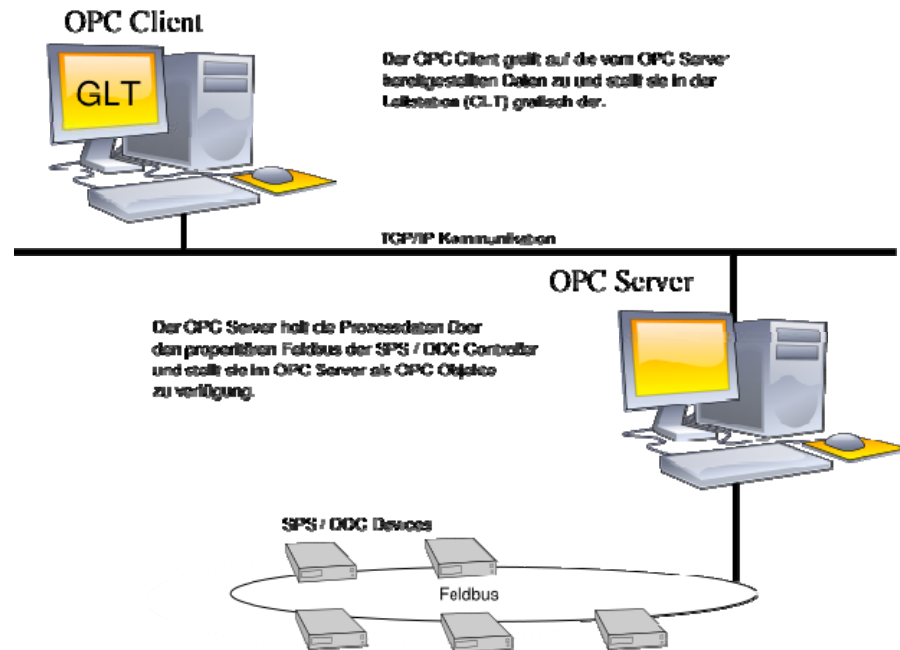 OPC Client
GLT
Der OPC Client greift auf die vom OPC Server
bereitgestellten Daten zu und stellt sie in der
Leitstation (GLT) grafisch dar.
TCP/IP Kommunikation
OPC Server
Der OPC Server holt die Prozessdaten über
den properitären Feldbus der SPS / DDC Controller
und stellt sie im OPC Server als OPC Objekte
zu verfügung.
SPS / DDC Devices
Feldbus